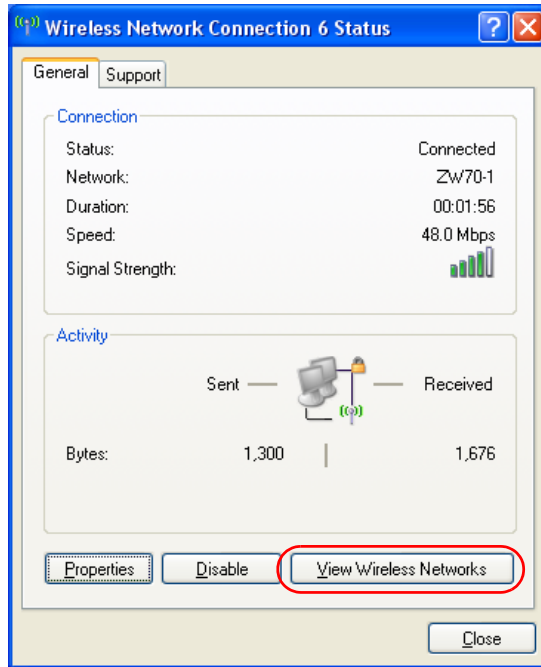 Wireless Network Connection 6 Status
General Support
Connection
Status: Connected
Network: ZW70-1
Duration: 00:01:56
Speed: 48.0 Mbps
Signal Strength:
Activity
Sent — — Received
Bytes: 1,300 | 1,676
Properties Disable View Wireless Networks
Close